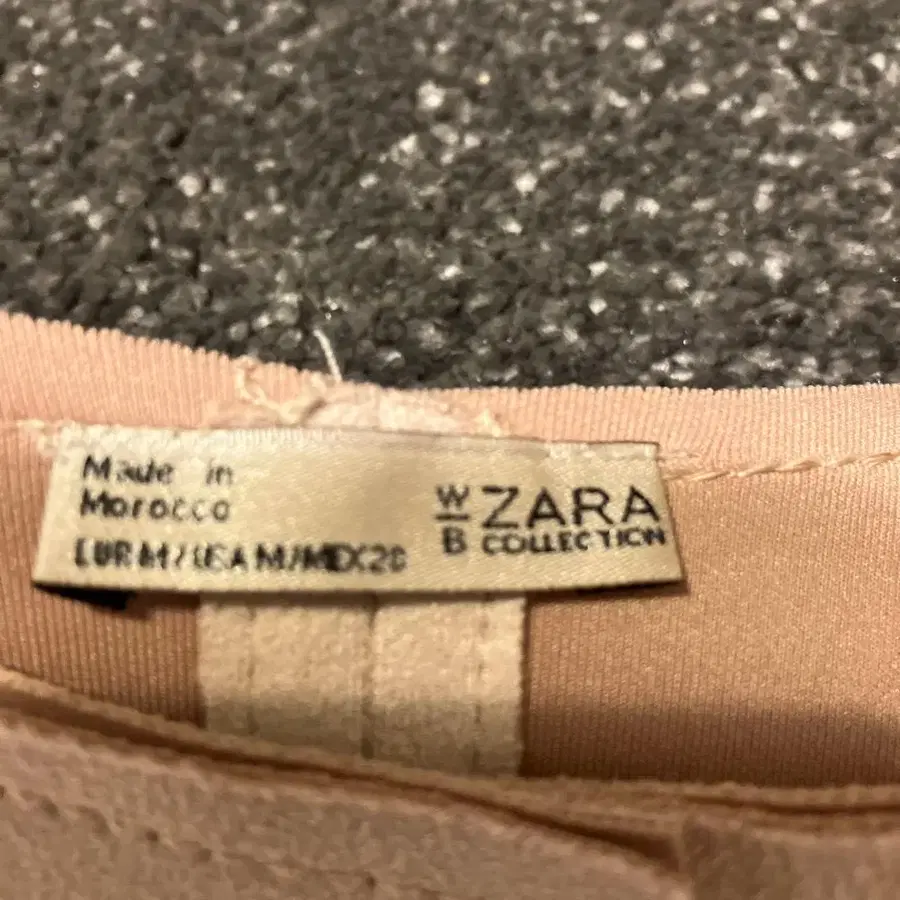 Made in
Morocco
EUR M / USA M / MEX 28
W
B
ZARA
COLLECTION